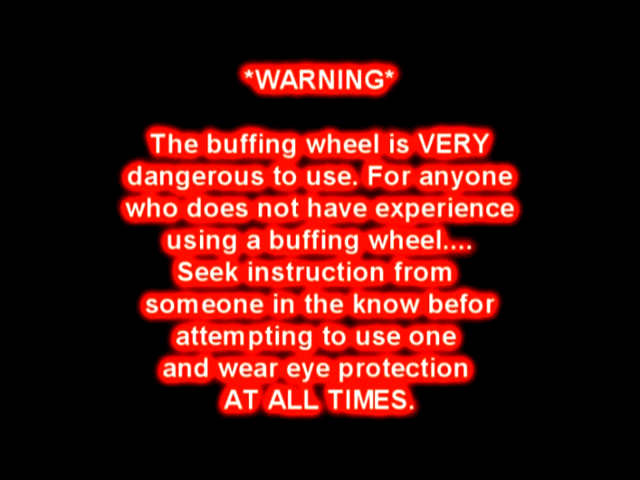 *WARNING*
The buffing wheel is VERY
dangerous to use. For anyone
who does not have experience
using a buffing wheel....
Seek instruction from
someone in the know befor
attempting to use one
and wear eye protection
AT ALL TIMES.